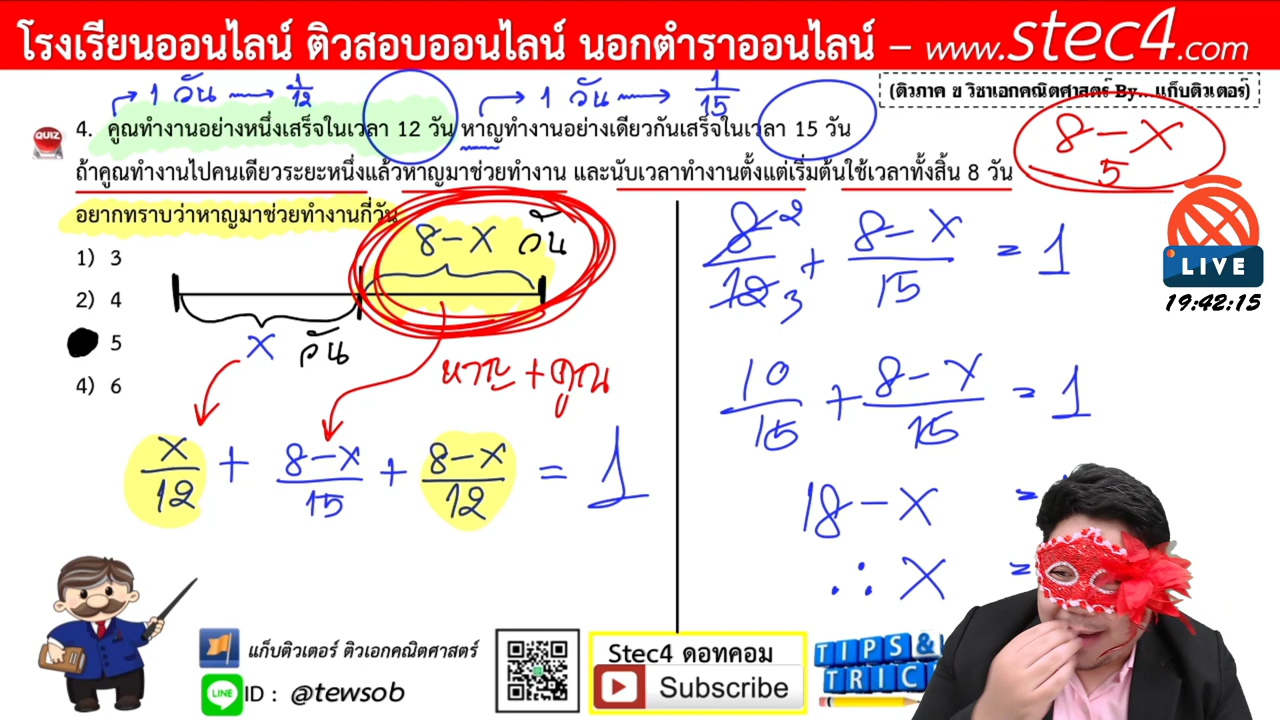 โรงเรียนออนไลน์ ติวสอบออนไลน์ นอกตำราออนไลน์ – www.stec4.com
(ติวภาค ข วิชาเอกคณิตศาสตร์ By.. แก็บติวเตอร์)
→ 1 วัน → 1/12
→ 1 วัน → 1/15
QUIZ
4. คูณทำงานอย่างหนึ่งเสร็จในเวลา 12 วัน หาญทำงานอย่างเดียวกันเสร็จในเวลา 15 วัน
8 – x
5
ถ้าคูณทำงานไปคนเดียวระยะหนึ่งแล้วหาญมาช่วยทำงาน และนับเวลาทำงานตั้งแต่เริ่มต้นใช้เวลาทั้งสิ้น 8 วัน
อยากทราบว่าหาญมาช่วยทำงานกี่วัน
1) 3
2) 4
5
4) 6
8 – x วัน
x วัน
หาญ + คูณ
x/12 + 8 – x/15 + 8 – x/12 = 1
8 2/12 3 + 8 – x/15 = 1
10/15 + 8 – x/15 = 1
18 – x =
∴ x =
LIVE
19:42:15
แก็บติวเตอร์ ติวเอกคณิตศาสตร์
LINE ID : @tewsob
Stec4 ดอทคอม
Subscribe
TIPS &
TRIC